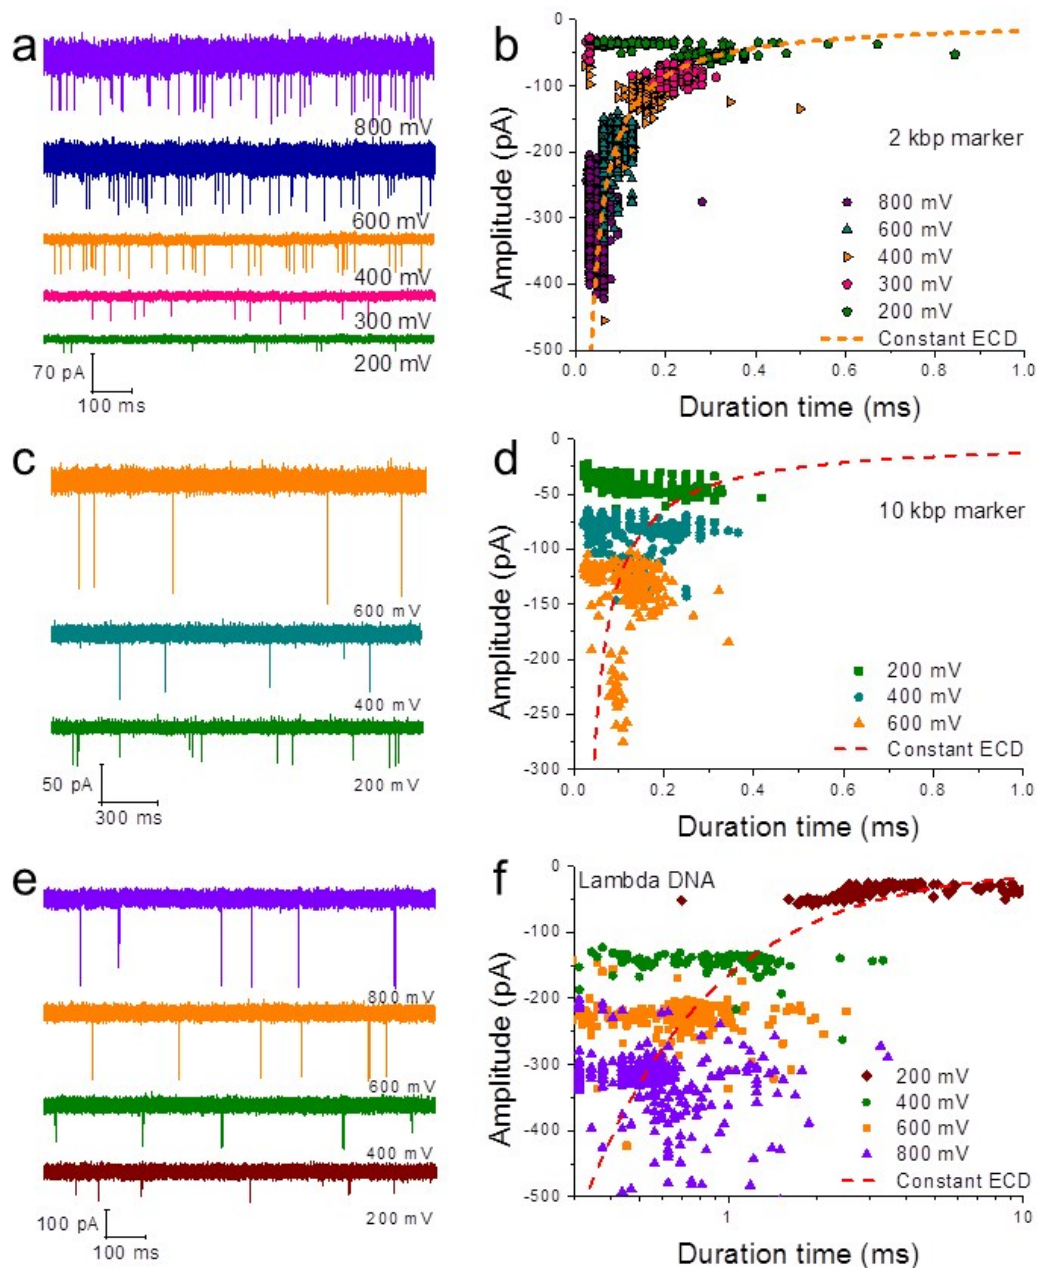 a
800 mV
600 mV
400 mV
300 mV
200 mV
70 pA
100 ms
b
0
-100
-200
-300
-400
-500
Amplitude (pA)
2 kbp marker
800 mV
600 mV
400 mV
300 mV
200 mV
Constant ECD
0.0 0.2 0.4 0.6 0.8 1.0
Duration time (ms)
c
600 mV
400 mV
200 mV
50 pA
300 ms
d
0
-50
-100
-150
-200
-250
-300
Amplitude (pA)
10 kbp marker
200 mV
400 mV
600 mV
Constant ECD
0.0 0.2 0.4 0.6 0.8 1.0
Duration time (ms)
e
800 mV
600 mV
400 mV
200 mV
100 pA
100 ms
f
Lambda DNA
0
-100
-200
-300
-400
-500
Amplitude (pA)
200 mV
400 mV
600 mV
800 mV
Constant ECD
1 10
Duration time (ms)